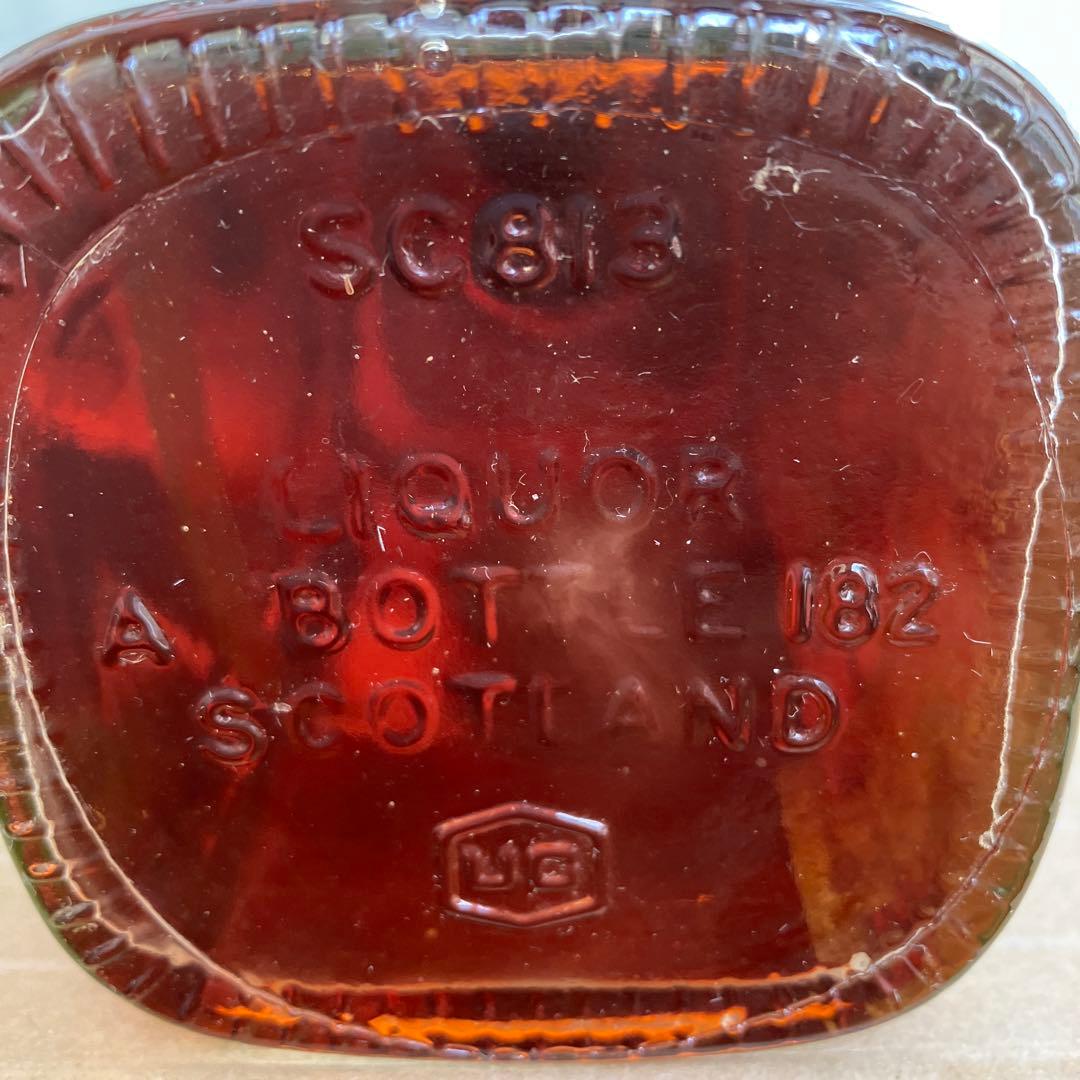 SC813
LIQUOR
A BOTTLE 182
SCOTLAND
UG